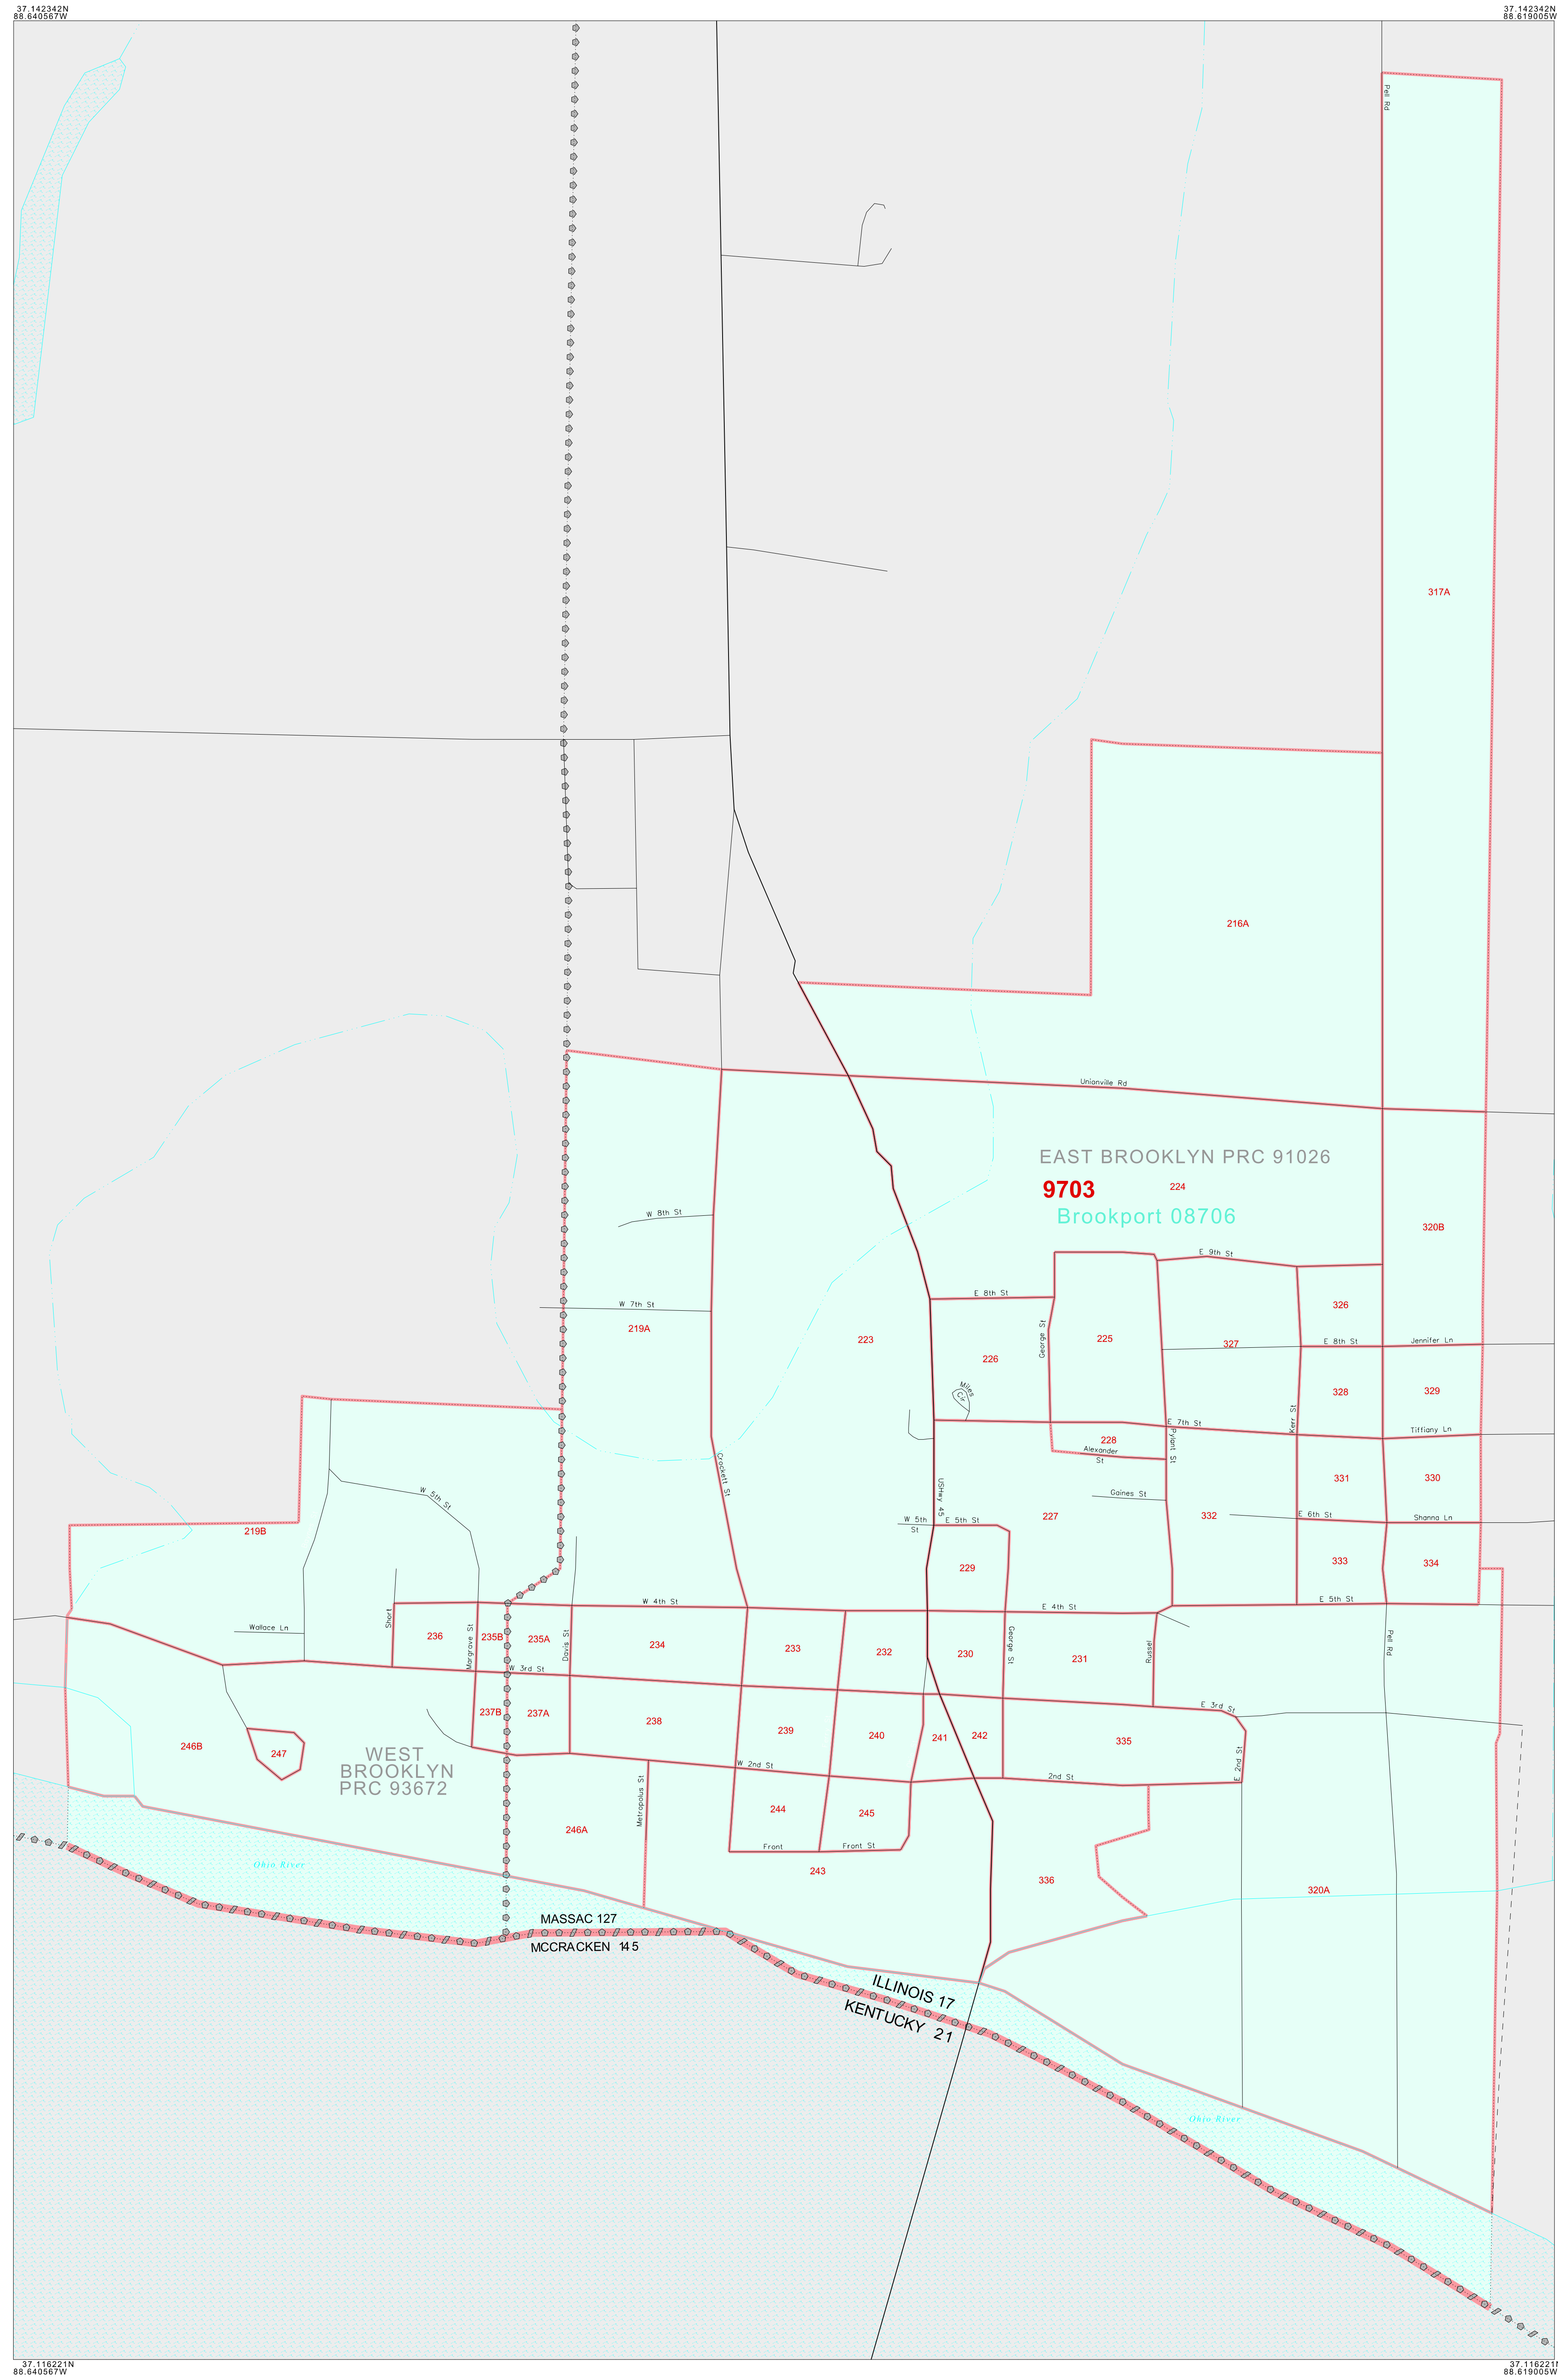 37.142342N
88.640567W
37.142342N
88.619005W
Pell Rd
317A
216A
Unionville Rd
EAST BROOKLYN PRC 91026
9703
224
Brookport 08706
320B
W 8th St
E 9th St
E 8th St
W 7th St
219A
223
226
George St
225
327
326
E 8th St
Jennifer Ln
Miles
Cir
328
329
Kerr St
E 7th St
Tiffiany Ln
228
Alexander
St
Pylant St
331
330
Crockett St
USHwy 45
Gaines St
W 5th St
219B
W 5th
St
E 5th St
227
332
E 6th St
Shanna Ln
229
333
334
W 4th St
E 4th St
E 5th St
Short
Wallace Ln
236
Margrave St
235B
235A
Davis St
234
233
232
230
George St
231
Russel
Pell Rd
W 3rd St
237B
237A
238
239
240
241
242
E 3rd St
335
246B
247
WEST
BROOKLYN
PRC 93672
W 2nd St
2nd St
E 2nd St
Metropolus St
244
245
246A
Front
Front St
243
336
320A
Ohio River
MASSAC 127
MCCRACKEN 145
ILLINOIS 17
KENTUCKY 21
Ohio River
37.116221N
88.640567W
37.116221N
88.619005W